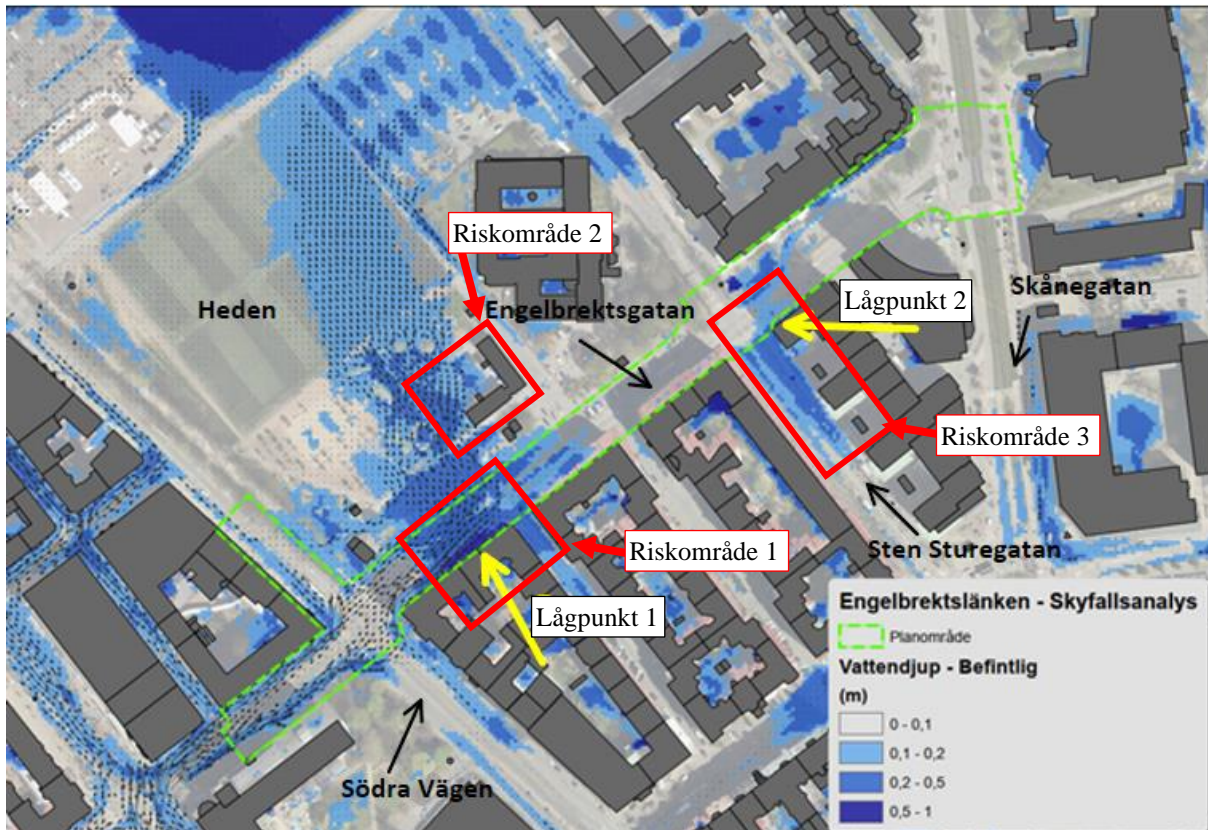 Riskområde 2
Heden
Engelbrektsgatan
Skånegatan
Lågpunkt 2
Riskområde 3
Riskområde 1
Sten Sturegatan
Lågpunkt 1
Södra Vägen
Engelbrektslänken - Skyfallsanalys
Planområde
Vattendjup - Befintlig
(m)
0 - 0,1
0,1 - 0,2
0,2 - 0,5
0,5 - 1